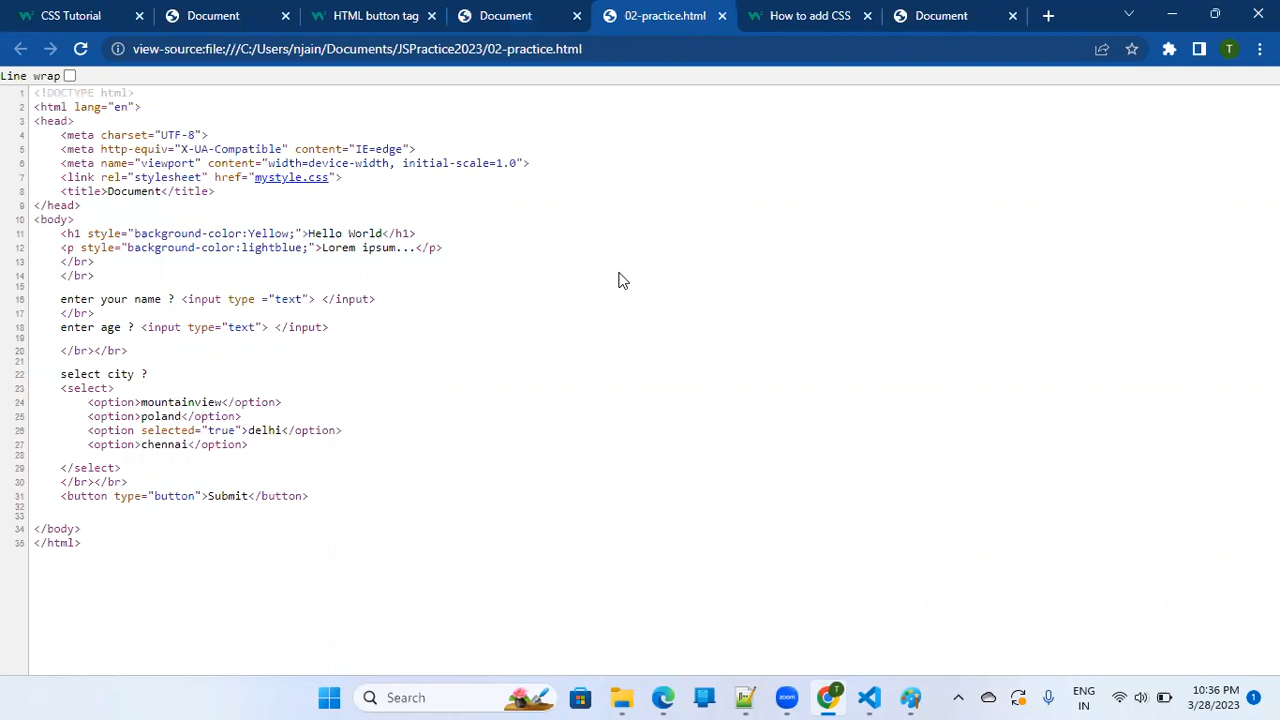 CSS Tutorial
Document
HTML button tag
Document
02-practice.html
How to add CSS
Document
view-source:file:///C:/Users/njain/Documents/JSPractice2023/02-practice.html
T
Line wrap
1 <!DOCTYPE html>
2 <html lang="en">
3 <head>
4 <meta charset="UTF-8">
5 <meta http-equiv="X-UA-Compatible" content="IE=edge">
6 <meta name="viewport" content="width=device-width, initial-scale=1.0">
7 <link rel="stylesheet" href="mystyle.css">
8 <title>Document</title>
9 </head>
10 <body>
11 <h1 style="background-color:Yellow;">Hello World</h1>
12 <p style="background-color:lightblue;">Lorem ipsum...</p>
13 </br>
14 </br>
15
16 enter your name ? <input type ="text"> </input>
17 </br>
18 enter age ? <input type="text"> </input>
19
20 </br></br>
21
22 select city ?
23 <select>
24 <option>mountainview</option>
25 <option>poland</option>
26 <option selected="true">delhi</option>
27 <option>chennai</option>
28
29 </select>
30 </br></br>
31 <button type="button">Submit</button>
32
33
34 </body>
35 </html>
Search
zoom
T
ENG
IN
10:36 PM
3/28/2023
1